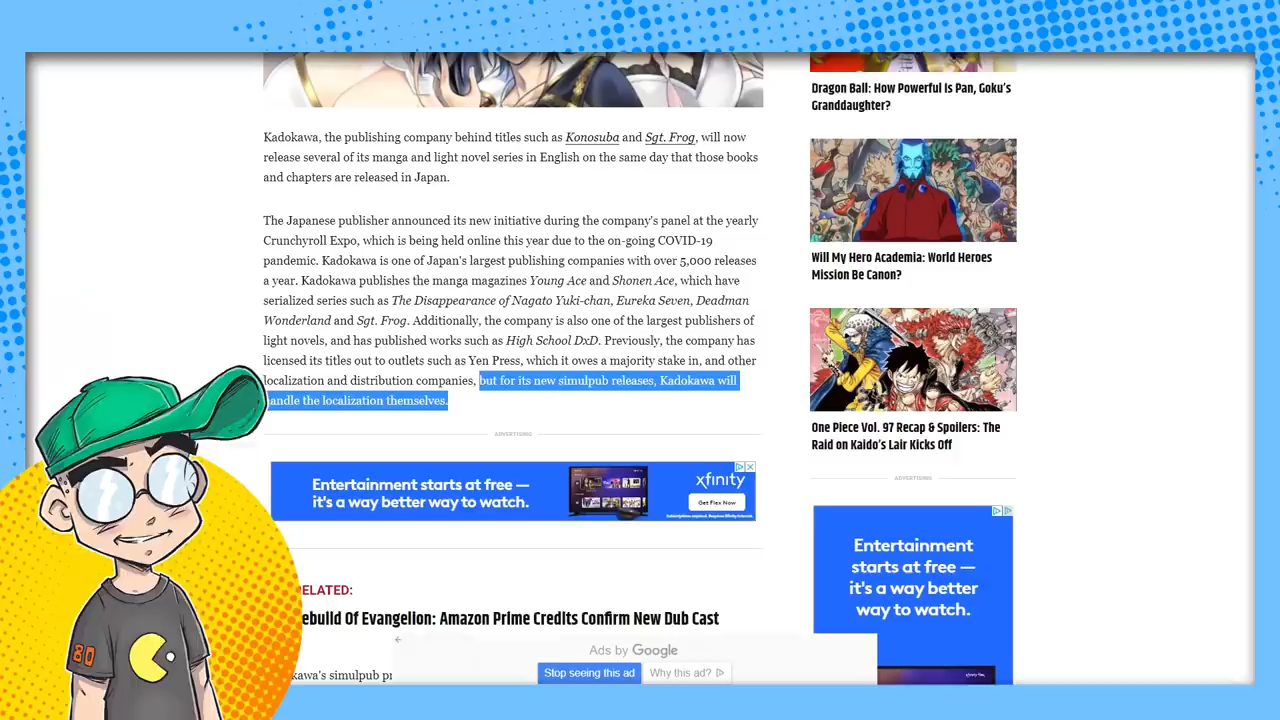 Kadokawa, the publishing company behind titles such as Konosuba and Sgt. Frog, will now
release several of its manga and light novel series in English on the same day that those books
and chapters are released in Japan.
The Japanese publisher announced its new initiative during the company's panel at the yearly
Crunchyroll Expo, which is being held online this year due to the on-going COVID-19
pandemic. Kadokawa is one of Japan's largest publishing companies with over 5,000 releases
a year. Kadokawa publishes the manga magazines Young Ace and Shonen Ace, which have
serialized series such as The Disappearance of Nagato Yuki-chan, Eureka Seven, Deadman
Wonderland and Sgt. Frog. Additionally, the company is also one of the largest publishers of
light novels, and has published works such as High School DxD. Previously, the company has
licensed its titles out to outlets such as Yen Press, which it owes a majority stake in, and other
localization and distribution companies, but for its new simulpub releases, Kadokawa will
handle the localization themselves.
ADVERTISING
Entertainment starts at free —
it's a way better way to watch.
xfinity
Get Flex Now
ELATED:
ebuild Of Evangelion: Amazon Prime Credits Confirm New Dub Cast
kawa's simulpub pr
Ads by Google
Stop seeing this ad
Why this ad?
Dragon Ball: How Powerful Is Pan, Goku's
Granddaughter?
Will My Hero Academia: World Heroes
Mission Be Canon?
One Piece Vol. 97 Recap & Spoilers: The
Raid on Kaido's Lair Kicks Off
ADVERTISING
Entertainment
starts at free —
it's a way better
way to watch.
80